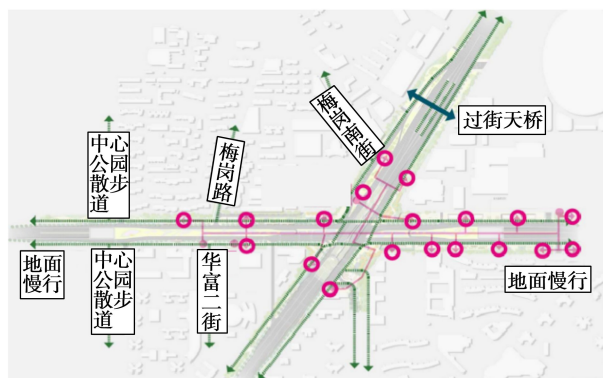 梅岗南街
过街天桥
中心
公园
散步
道
梅岗路
地面
慢行
中心
公园
散步
道
华富二街
地面慢行